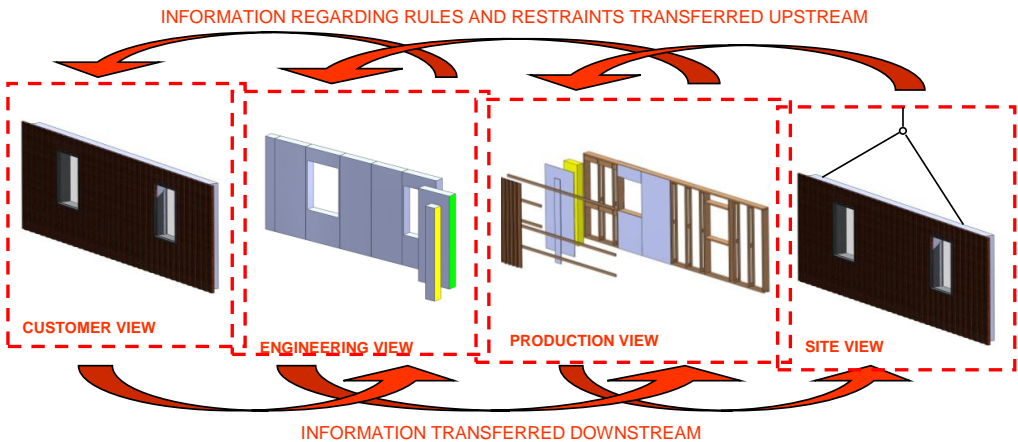 INFORMATION REGARDING RULES AND RESTRAINTS TRANSFERRED UPSTREAM
CUSTOMER VIEW
ENGINEERING VIEW
PRODUCTION VIEW
SITE VIEW
INFORMATION TRANSFERRED DOWNSTREAM